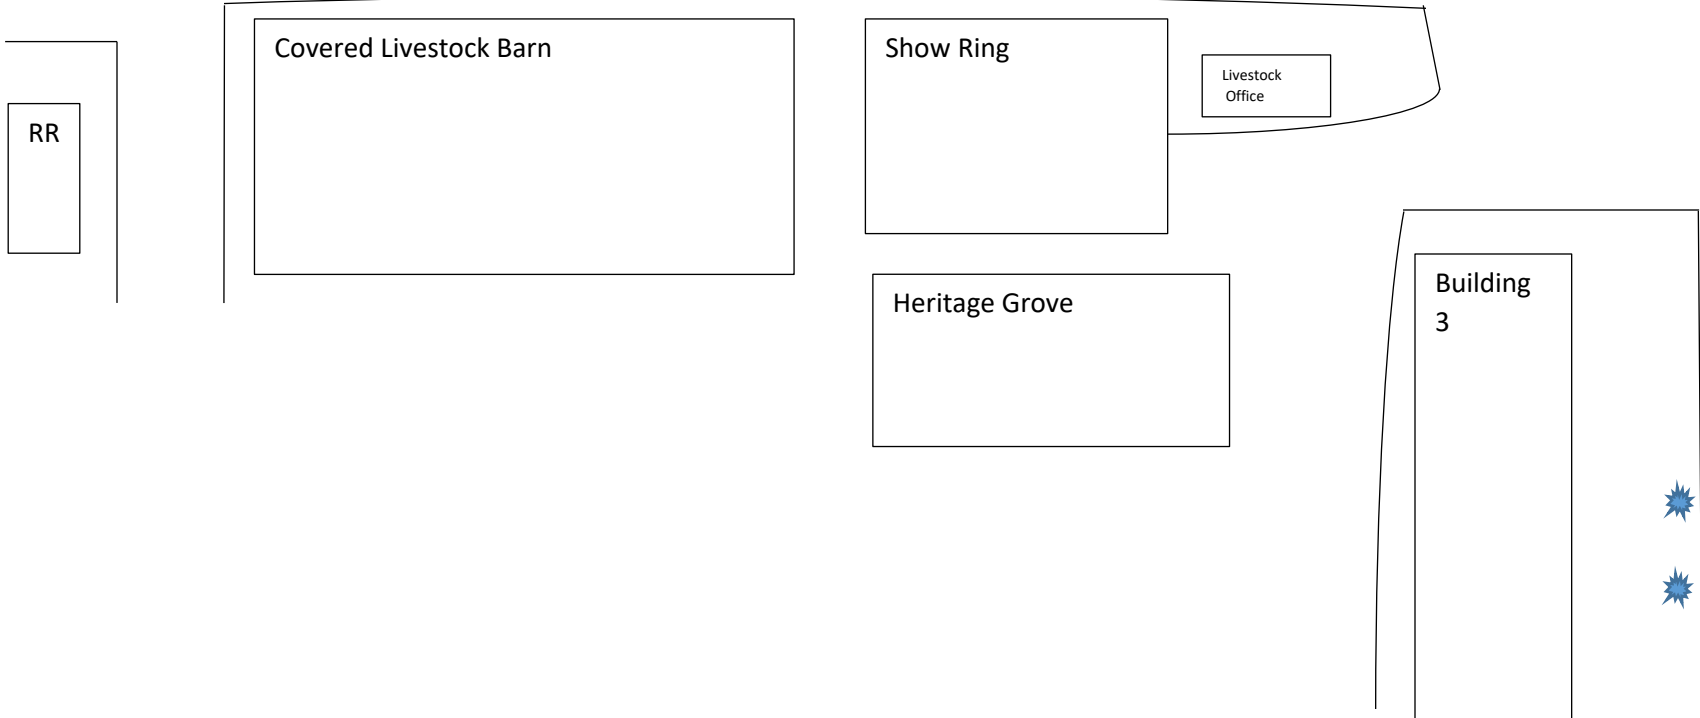 Covered Livestock Barn
Show Ring
Livestock
Office
RR
Heritage Grove
Building
3